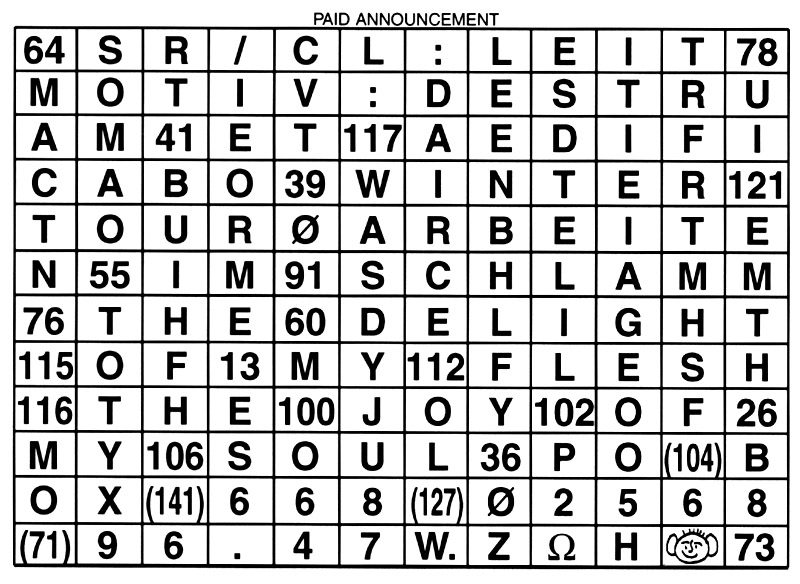 PAID ANNOUNCEMENT
64 S R / C L : L E I T 78
M O T I V : D E S T R U
A M 41 E T 117 A E D I F I
C A B O 39 W I N T E R 121
T O U R Ø A R B E I T E
N 55 I M 91 S C H L A M M
76 T H E 60 D E L I G H T
115 O F 13 M Y 112 F L E S H
116 T H E 100 J O Y 102 O F 26
M Y 106 S O U L 36 P O (104) B
O X (141) 6 6 8 (127) Ø 2 5 6 8
(71) 9 6 . 4 7 W. Z Ω H 73